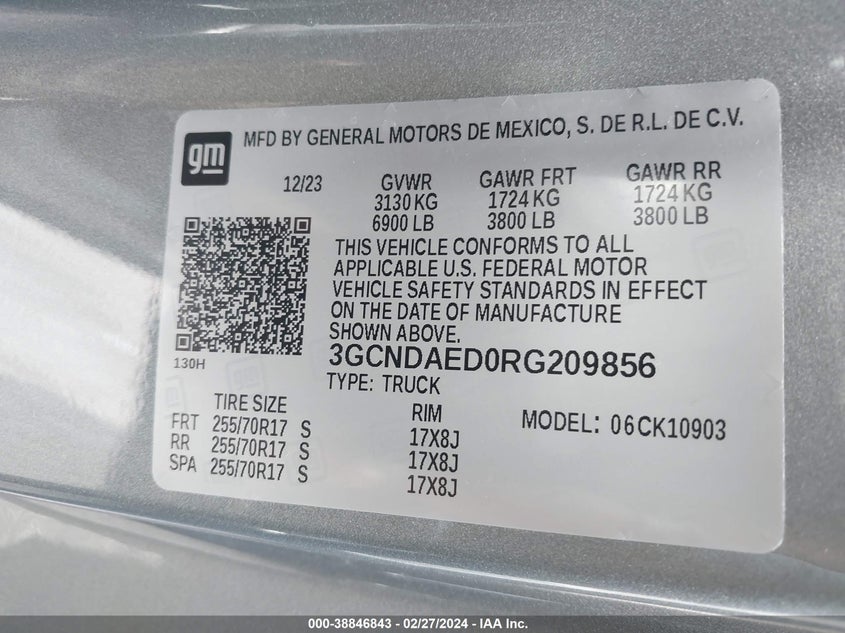 gm
MFD BY GENERAL MOTORS DE MEXICO, S. DE R.L. DE C.V.
12/23 GVWR GAWR FRT GAWR RR
3130 KG 1724 KG 1724 KG
6900 LB 3800 LB 3800 LB
THIS VEHICLE CONFORMS TO ALL
APPLICABLE U.S. FEDERAL MOTOR
VEHICLE SAFETY STANDARDS IN EFFECT
ON THE DATE OF MANUFACTURE
SHOWN ABOVE.
130H
3GCNDAED0RG209856
TYPE: TRUCK
TIRE SIZE RIM MODEL: 06CK10903
FRT 255/70R17 S 17X8J
RR 255/70R17 S 17X8J
SPA 255/70R17 S 17X8J
000-38846843 - 02/27/2024 - IAA Inc.